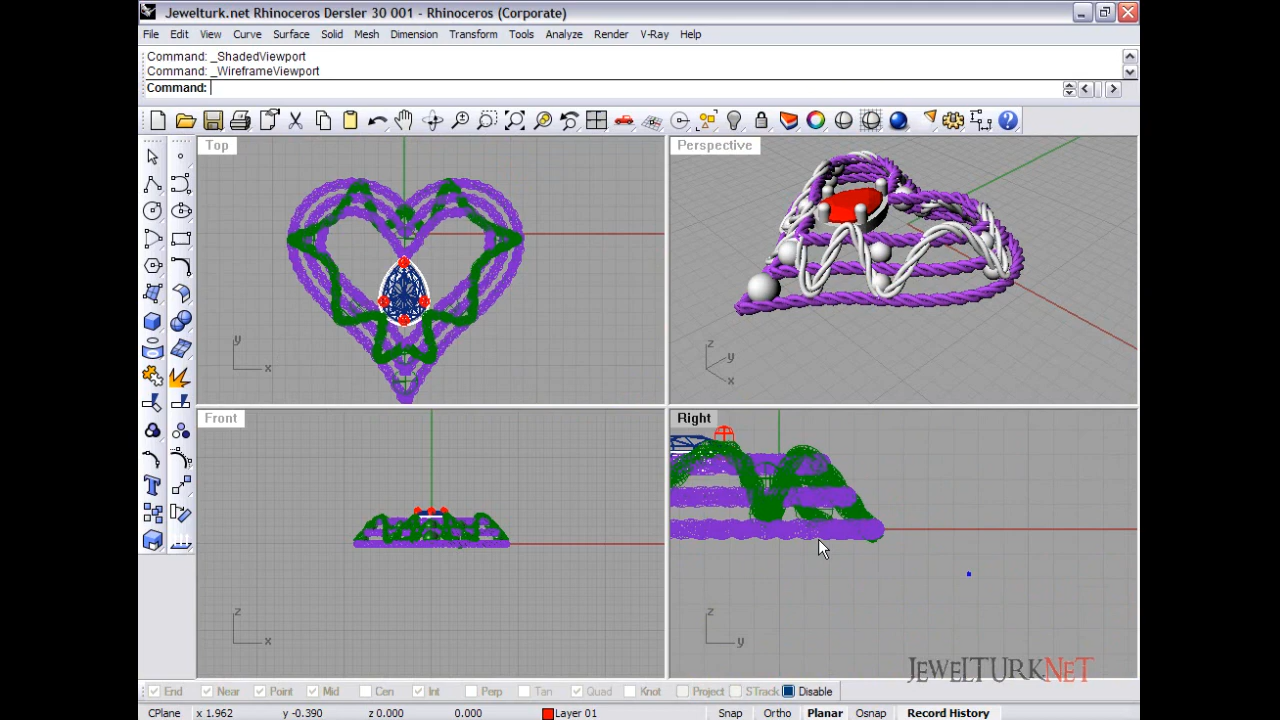 Jewelturk.net Rhinoceros Dersler 30 001 - Rhinoceros (Corporate)
File Edit View Curve Surface Solid Mesh Dimension Transform Tools Analyze Render V-Ray Help
Command: _ShadedViewport
Command: _WireframeViewport
Command:
Top
Perspective
y
x
z
y
x
Front
Right
z
x
z
y
JEWELTURKNET
End Near Point Mid Cen Int Perp Tan Quad Knot Project STrack Disable
CPlane x 1.962 y -0.390 z 0.000 0.000 Layer 01 Snap Ortho Planar Osnap Record History